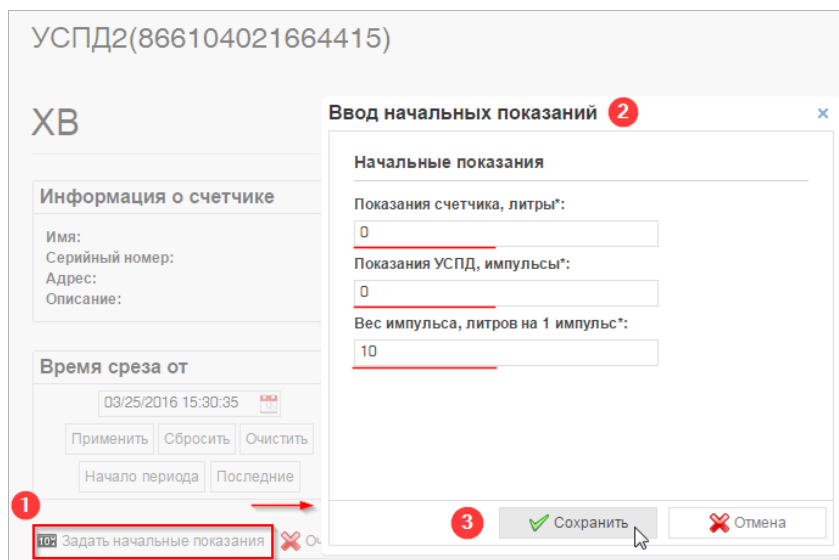 УСПД2(866104021664415)
ХВ
Информация о счетчике
Имя:
Серийный номер:
Адрес:
Описание:
Время среза от
03/25/2016 15:30:35
Применить Сбросить Очистить
Начало периода Последние
1
Задать начальные показания
Ввод начальных показаний 2
×
Начальные показания
Показания счетчика, литры*:
0
Показания УСПД, импульсы*:
0
Вес импульса, литров на 1 импульс*:
10
3 Сохранить Отмена